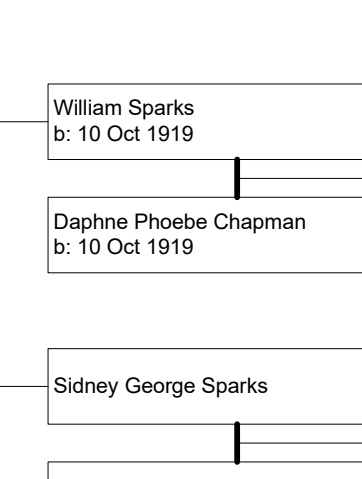 William Sparks
b: 10 Oct 1919
Daphne Phoebe Chapman
b: 10 Oct 1919
Sidney George Sparks